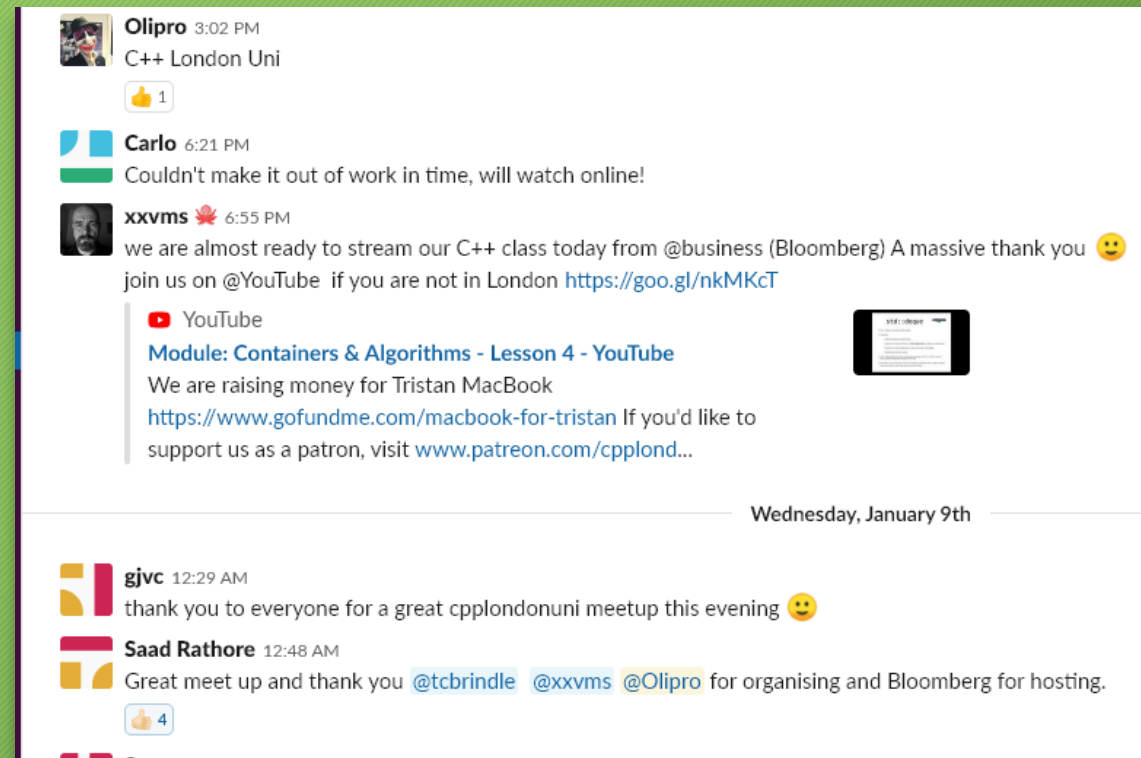 Olipro 3:02 PM
C++ London Uni
1
Carlo 6:21 PM
Couldn't make it out of work in time, will watch online!
xxvms 6:55 PM
we are almost ready to stream our C++ class today from @business (Bloomberg) A massive thank you
join us on @YouTube if you are not in London https://goo.gl/nkMKcT
YouTube
Module: Containers & Algorithms - Lesson 4 - YouTube
std::deque
We are raising money for Tristan MacBook
https://www.gofundme.com/macbook-for-tristan If you'd like to
support us as a patron, visit www.patreon.com/cpplond...
Wednesday, January 9th
gjvc 12:29 AM
thank you to everyone for a great cpplondonuni meetup this evening
Saad Rathore 12:48 AM
Great meet up and thank you @tcbrindle @xxvms @Olipro for organising and Bloomberg for hosting.
4